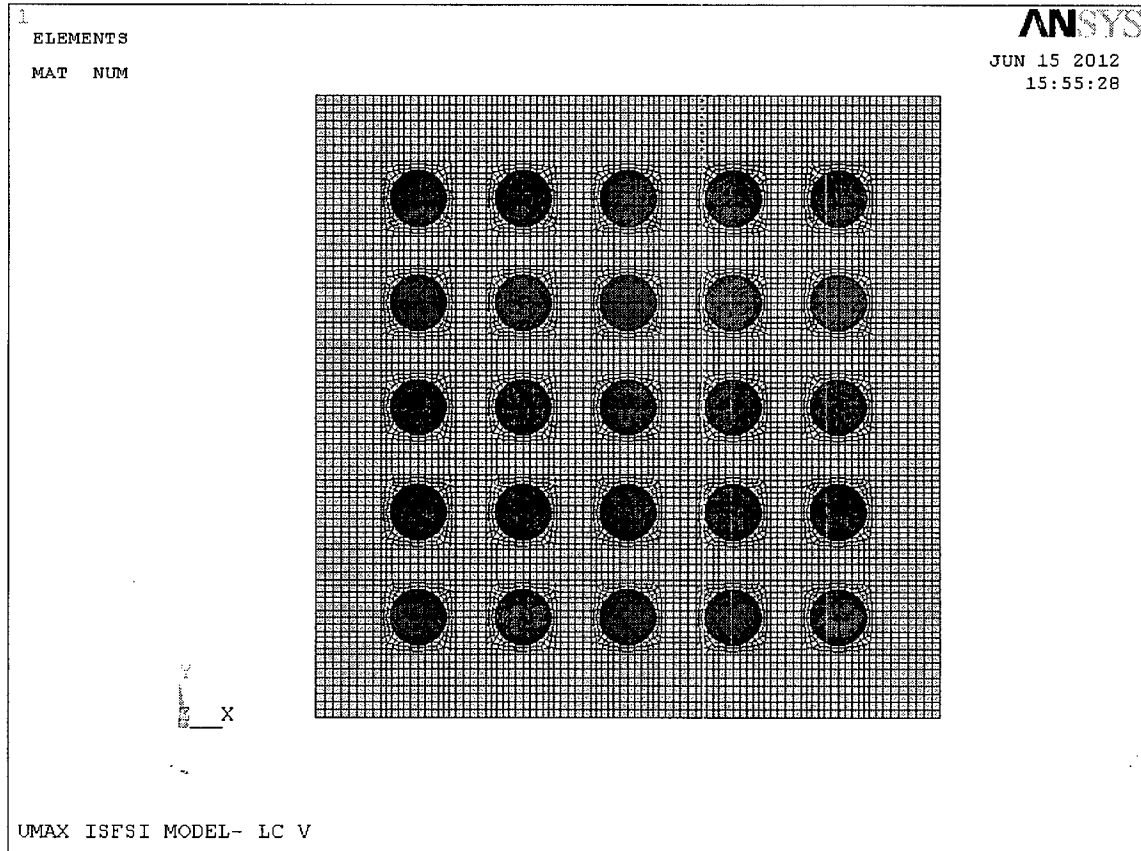 1
ELEMENTS
MAT NUM
ANSYS
JUN 15 2012
15:55:28
Y
Z X
UMAX ISFSI MODEL- LC V